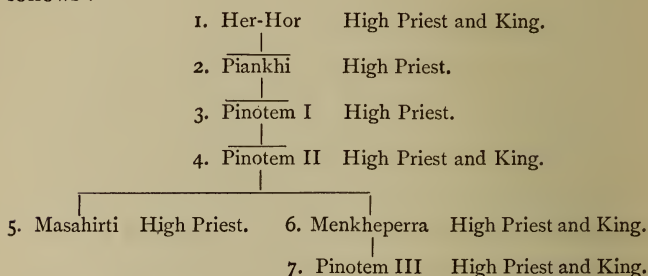 1. Her-Hor High Priest and King.
2. Piankhi High Priest.
3. Pinotem I High Priest.
4. Pinotem II High Priest and King.
5. Masahirti High Priest. 6. Menkheperra High Priest and King.
7. Pinotem III High Priest and King.